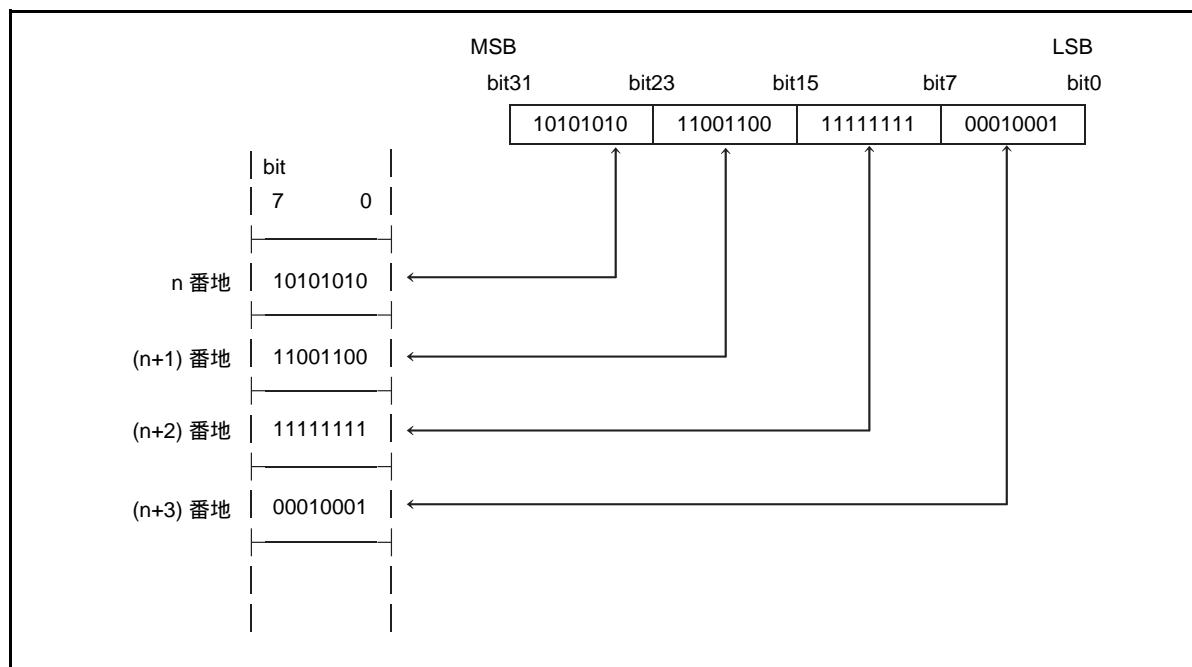 MSB LSB
bit31 bit23 bit15 bit7 bit0
10101010 11001100 11111111 00010001
bit
7 0
n 番地 10101010
(n+1) 番地 11001100
(n+2) 番地 11111111
(n+3) 番地 00010001